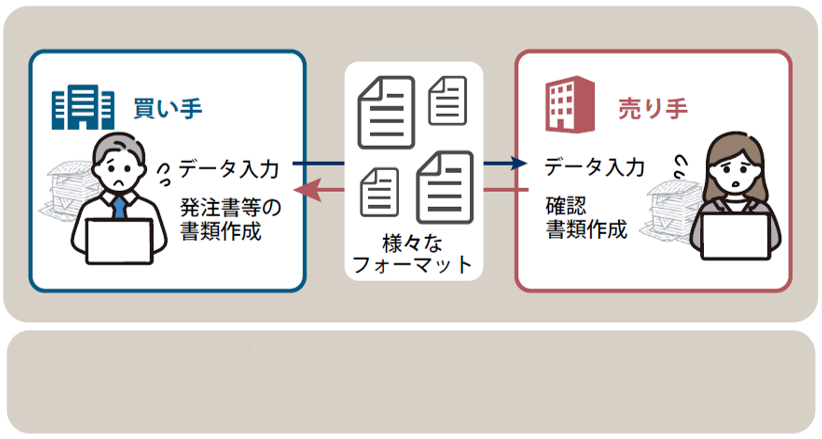 買い手
データ入力
発注書等の
書類作成
様々な
フォーマット
売り手
データ入力
確認
書類作成